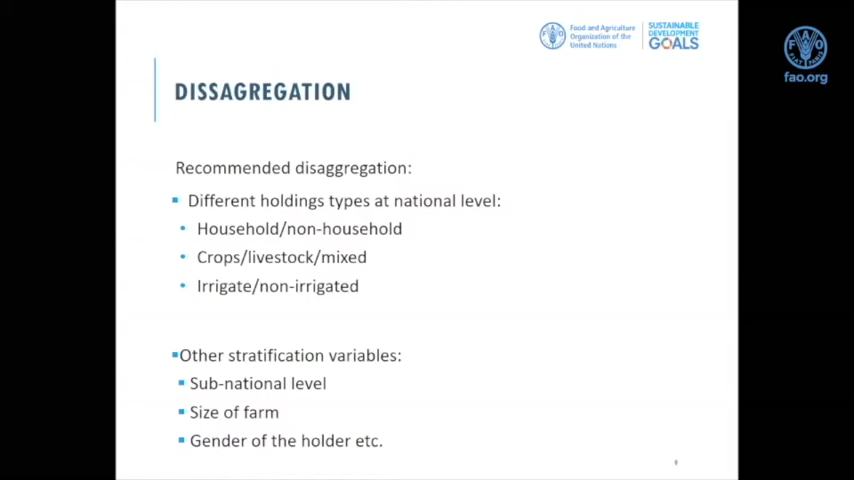 Food and Agriculture
Organization of the
United Nations
SUSTAINABLE
DEVELOPMENT
GOALS
fao.org
DISSAGREGATION
Recommended disaggregation:
Different holdings types at national level:
Household/non-household
Crops/livestock/mixed
Irrigate/non-irrigated
Other stratification variables:
Sub-national level
Size of farm
Gender of the holder etc.